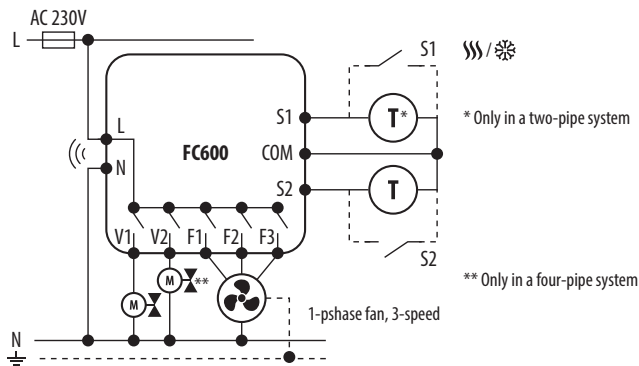 AC 230V
L
S1
S1
T*
* Only in a two-pipe system
L
FC600
COM
N
S2
T
V1 V2 F1 F2 F3
S2
M
**
M
** Only in a four-pipe system
1-pshase fan, 3-speed
N